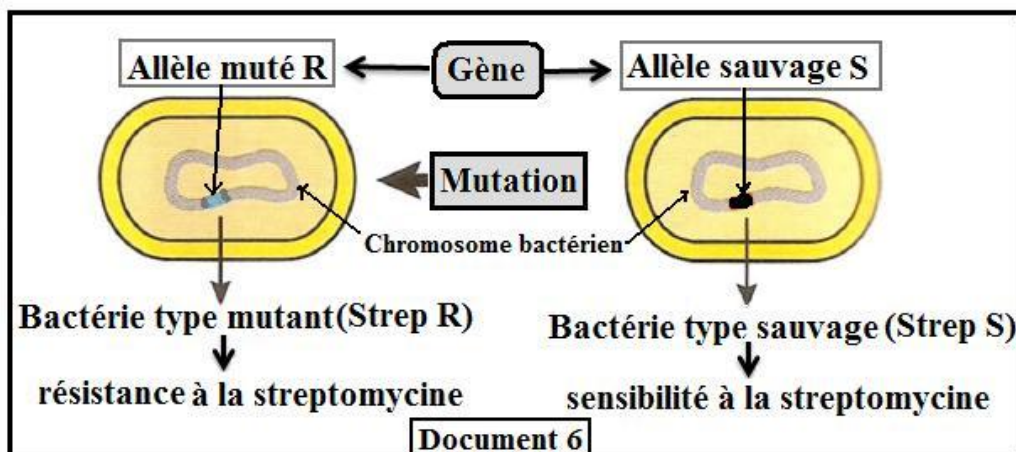 Allèle muté R
Gène
Allèle sauvage S
Mutation
Chromosome bactérien
Bactérie type mutant(Strep R)
Bactérie type sauvage (Strep S)
résistance à la streptomycine
sensibilité à la streptomycine
Document 6